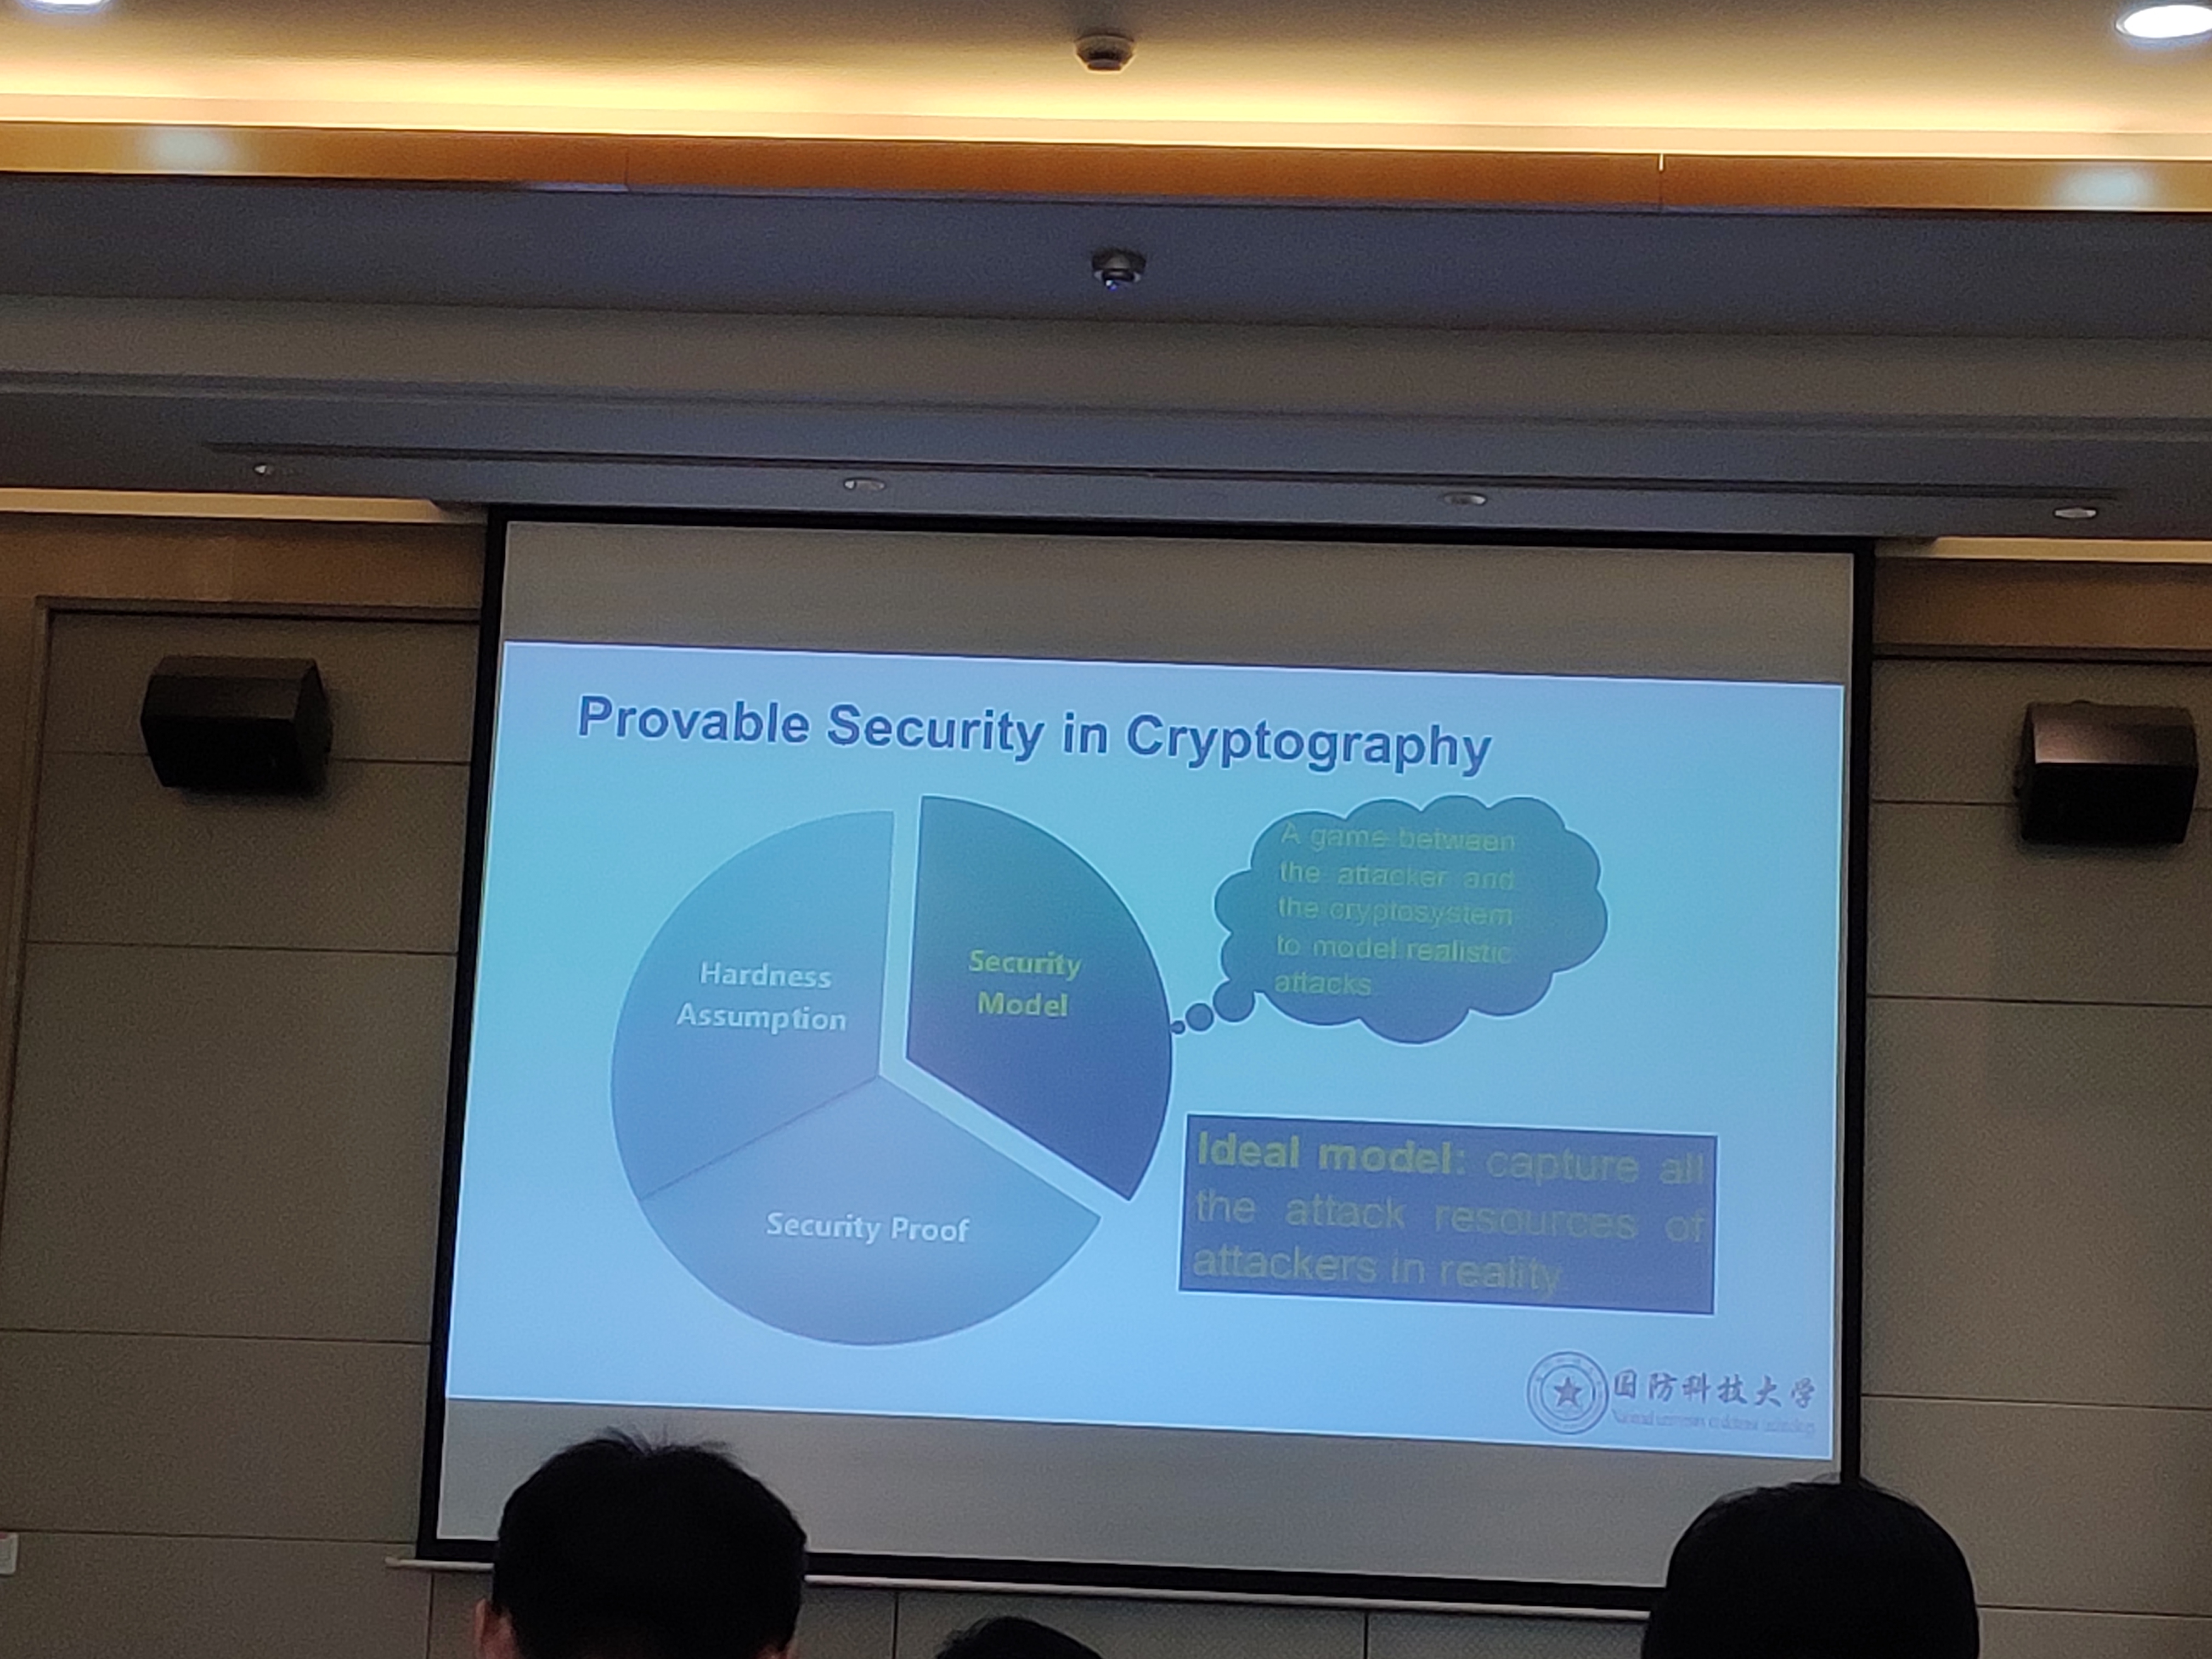 Provable Security in Cryptography
Hardness
Assumption
Security
Model
Security Proof
A game between
the attacker and
the cryptosystem
to model realistic
attacks
Ideal model: capture all
the attack resources of
attackers in reality
国防科技大学